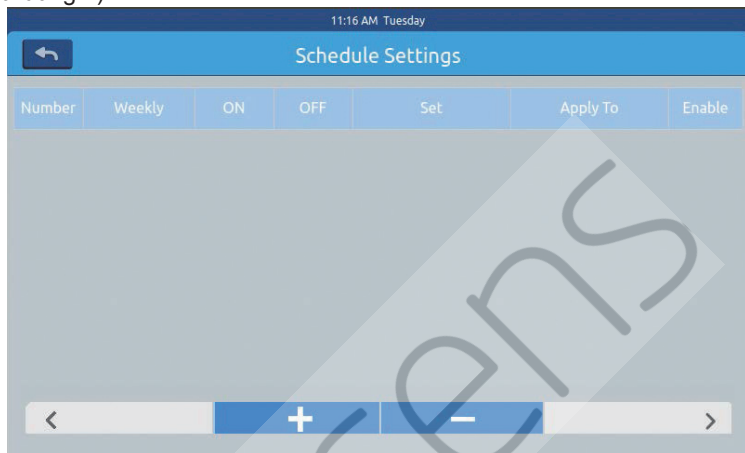 11:16 AM Tuesday
Schedule Settings
Number Weekly ON OFF Set Apply To Enable